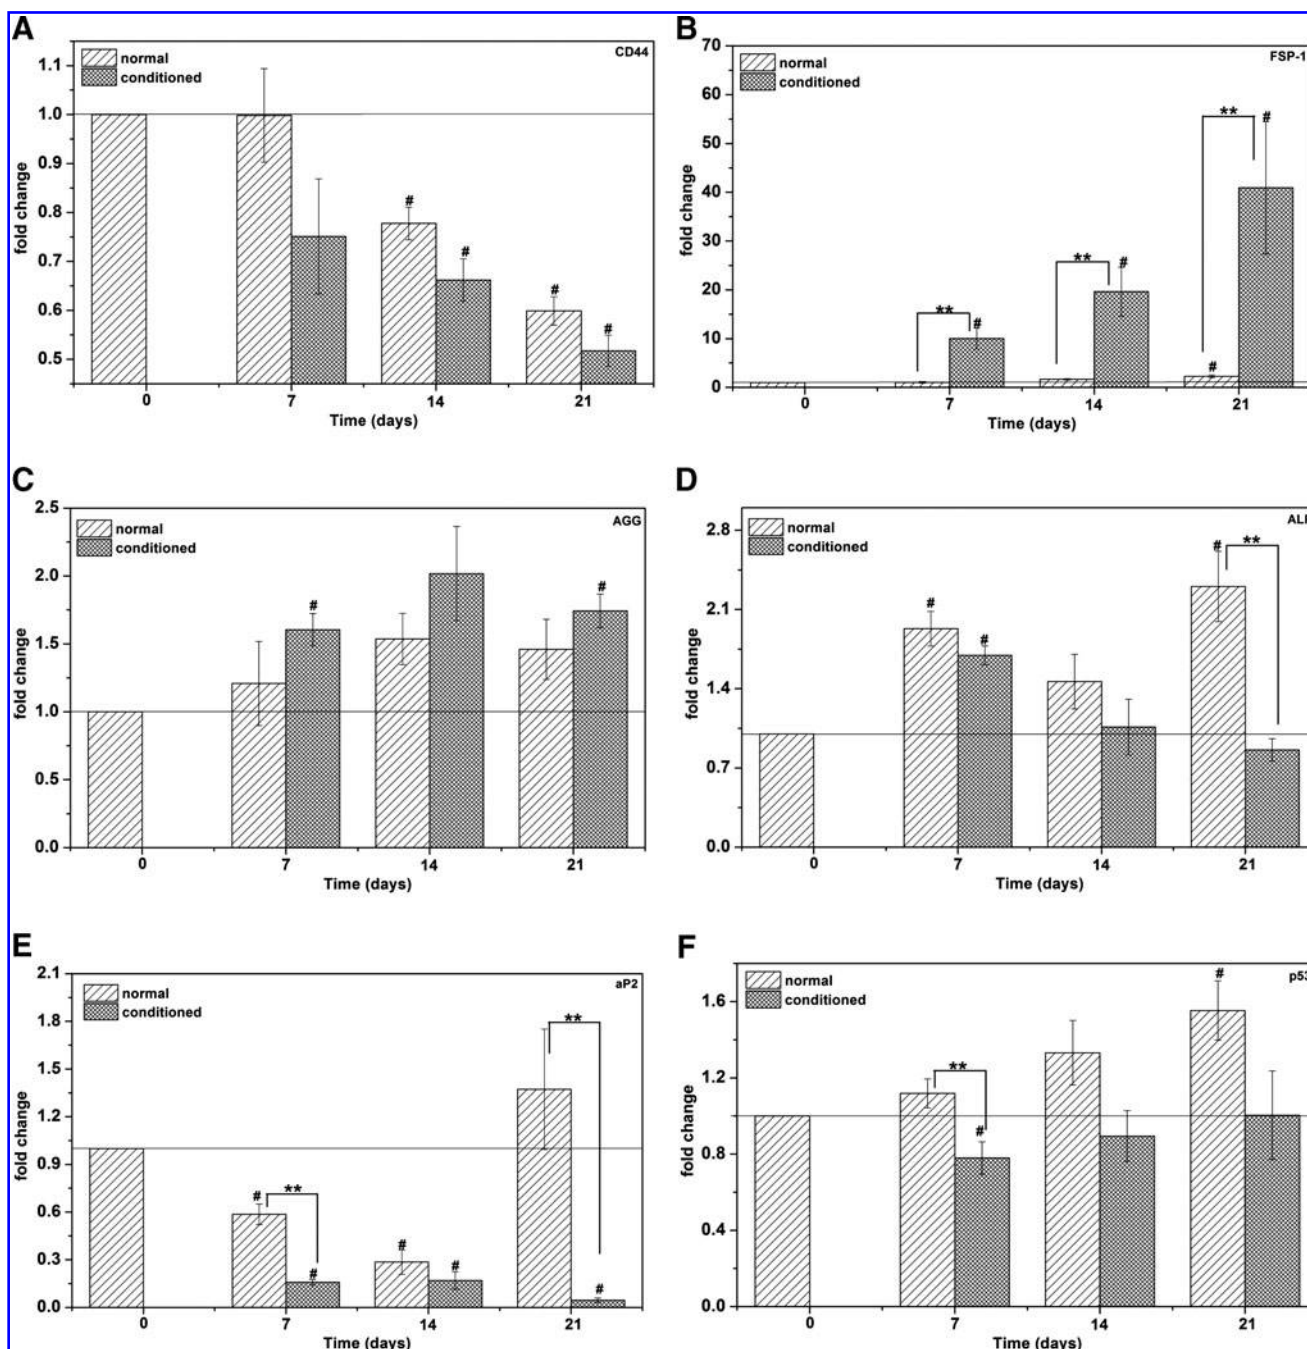 A
CD44
normal
conditioned
1.1
1.0
0.9
0.8
0.7
0.6
0.5
fold change
#
#
#
#
0
7
14
21
Time (days)
B
FSP-1
normal
conditioned
70
60
50
40
30
20
10
0
fold change
**
#
**
#
**
#
#
0
7
14
21
Time (days)
C
AGG
normal
conditioned
2.5
2.0
1.5
1.0
0.5
0.0
fold change
#
#
0
7
14
21
Time (days)
D
normal
conditioned
2.8
2.1
1.4
0.7
0.0
fold change
#
#
#
**
0
7
14
21
Time (days)
E
aP2
normal
conditioned
2.1
1.8
1.5
1.2
0.9
0.6
0.3
0.0
fold change
#
**
#
#
#
**
#
0
7
14
21
Time (days)
F
p53
normal
conditioned
1.6
1.2
0.8
0.4
0.0
fold change
**
#
#
0
7
14
21
Time (days)